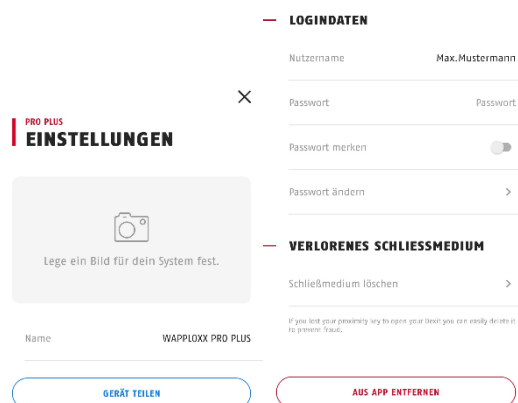 PRO PLUS
EINSTELLUNGEN
Lege ein Bild für dein System fest.
Name WAPPLOXX PRO PLUS
GERÄT TEILEN
LOGINDATEN
Nutzername Max.Mustermann
Passwort Passwort
Passwort merken
Passwort ändern
VERLORENES SCHLIESSMEDIUM
Schließmedium löschen
If you lost your proximity key to open your Dexit you can easily delete it
to prevent fraud.
AUS APP ENTFERNEN